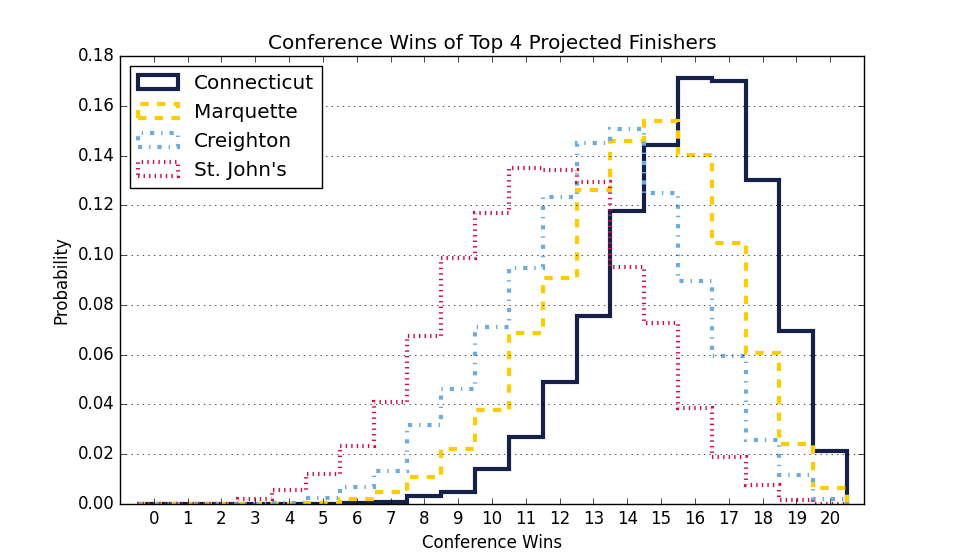 Conference Wins of Top 4 Projected Finishers
0.18
0.16
0.14
0.12
0.10
0.08
0.06
0.04
0.02
0.00
Probability
Connecticut
Marquette
Creighton
St. John's
0 1 2 3 4 5 6 7 8 9 10 11 12 13 14 15 16 17 18 19 20
Conference Wins